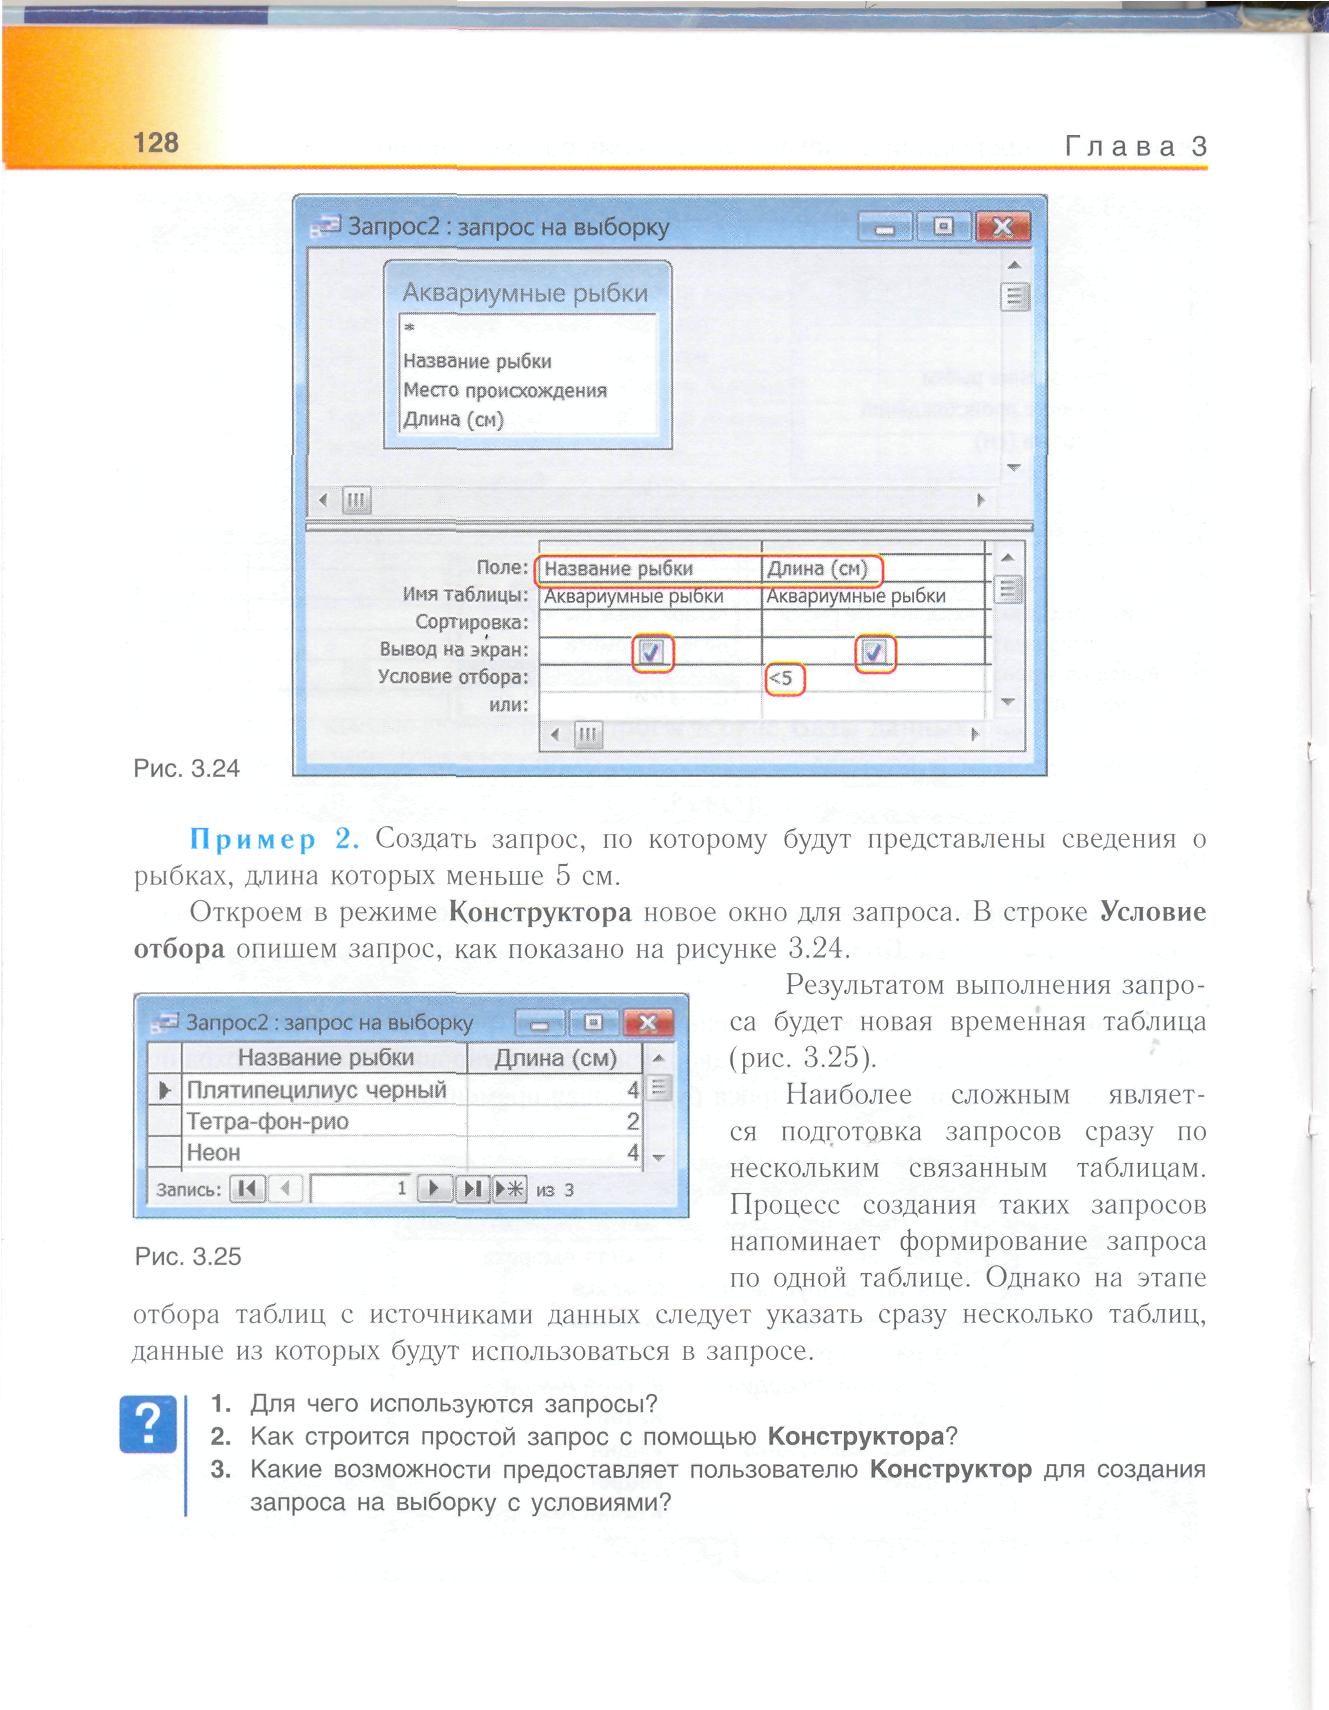 128
Глава 3
Запрос2 : запрос на выборку
Аквариумные рыбки
*
Название рыбки
Место происхождения
Длина (см)
Поле: Название рыбки Длина (см)
Имя таблицы: Аквариумные рыбки Аквариумные рыбки
Сортировка:
Вывод на экран:
Условие отбора: <5
или:
Рис. 3.24
Пример 2. Создать запрос, по которому будут представлены сведения о
рыбках, длина которых меньше 5 см.
Откроем в режиме Конструктора новое окно для запроса. В строке Условие
отбора опишем запрос, как показано на рисунке 3.24.
Запрос2 : запрос на выборку
Название рыбки Длина (см)
Плятипецилиус черный 4
Тетра-фон-рио 2
Неон 4
Запись: 1 из 3
Рис. 3.25
Результатом выполнения запро-
са будет новая временная таблица
(рис. 3.25).
Наиболее сложным являет-
ся подготовка запросов сразу по
нескольким связанным таблицам.
Процесс создания таких запросов
напоминает формирование запроса
по одной таблице. Однако на этапе
отбора таблиц с источниками данных следует указать сразу несколько таблиц,
данные из которых будут использоваться в запросе.
?
1. Для чего используются запросы?
2. Как строится простой запрос с помощью Конструктора?
3. Какие возможности предоставляет пользователю Конструктор для создания
запроса на выборку с условиями?